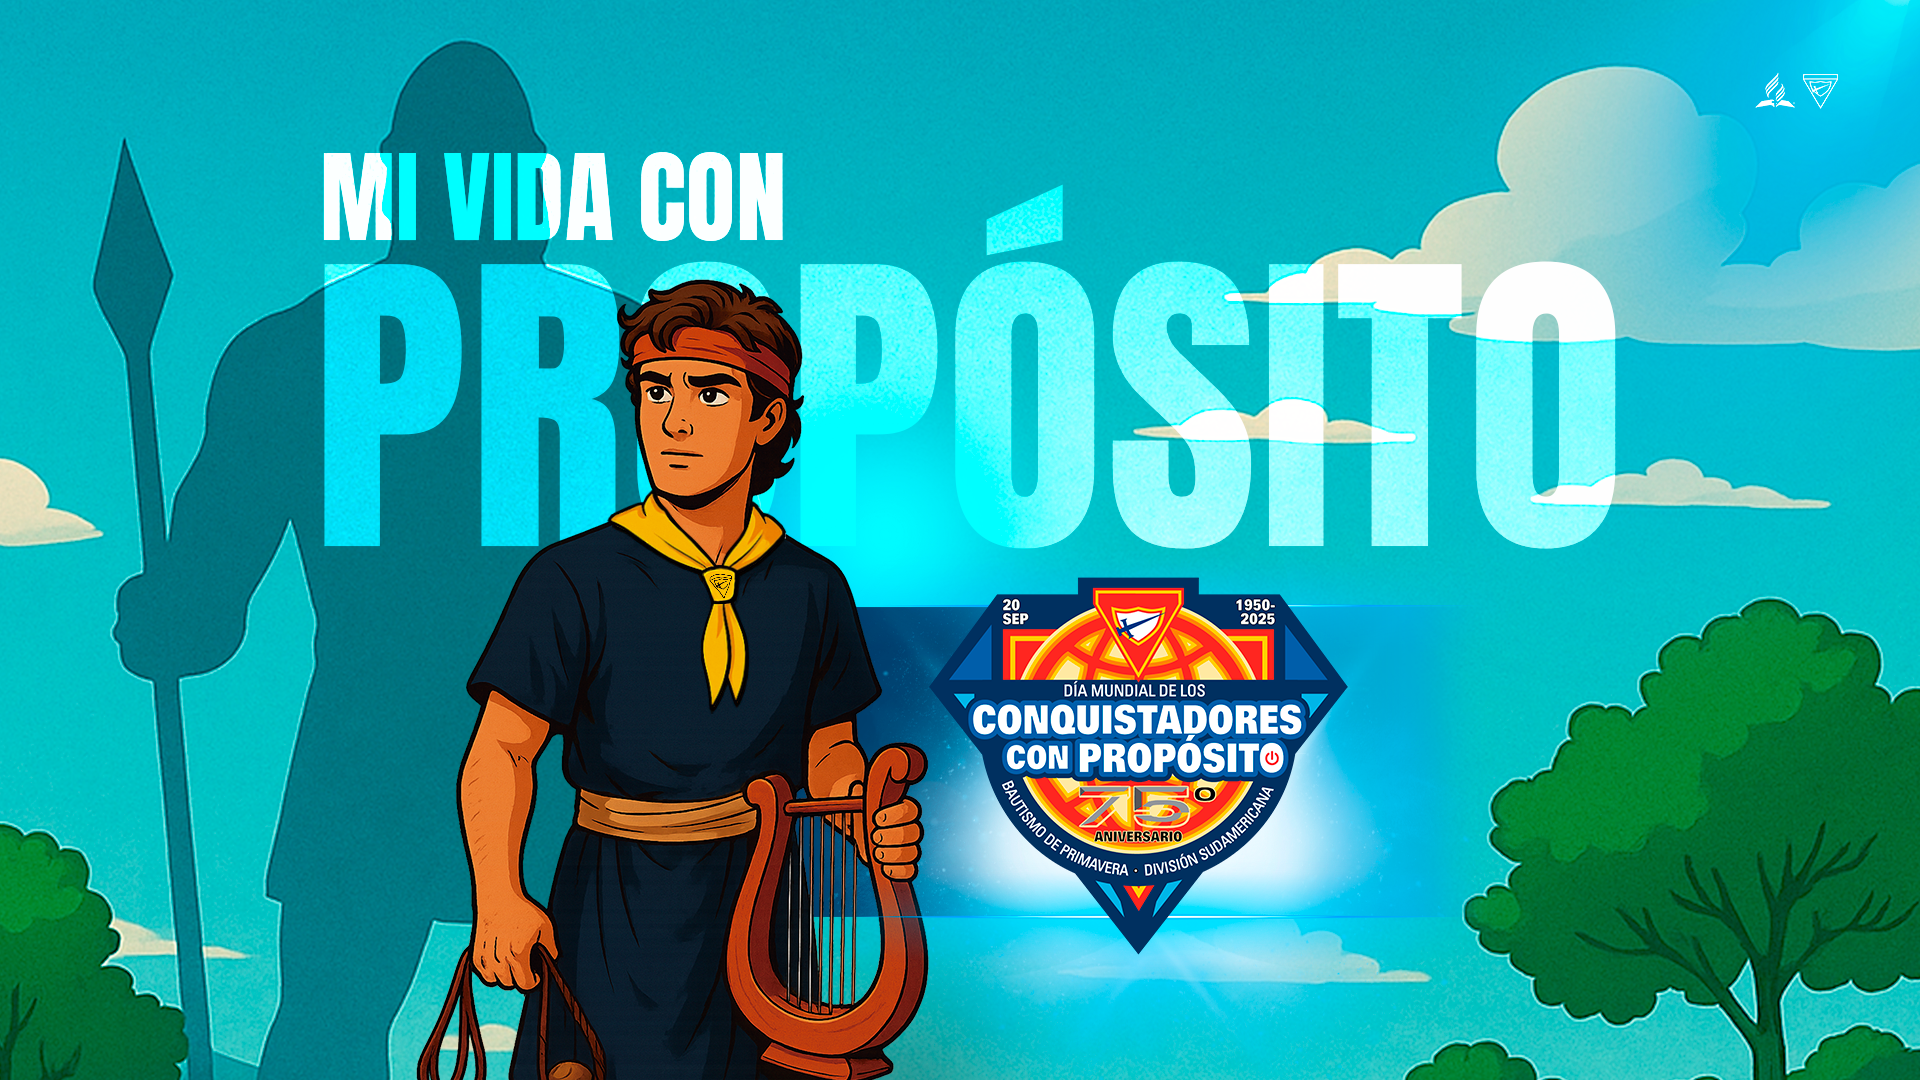 MI VIDA CON
PROPÓSITO
20
SEP
1950-
2025
DÍA MUNDIAL DE LOS
CONQUISTADORES
CON PROPÓSITO
75º
ANIVERSARIO
BAUTISMO DE PRIMAVERA · DIVISIÓN SUDAMERICANA